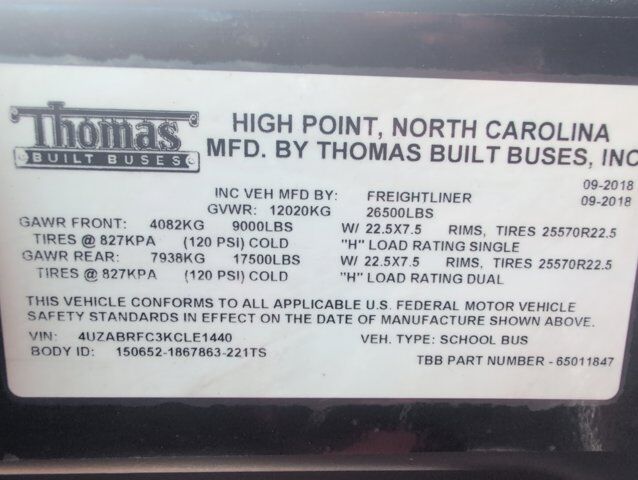 Thomas
BUILT BUSES
HIGH POINT, NORTH CAROLINA
MFD. BY THOMAS BUILT BUSES, INC
09-2018
INC VEH MFD BY: FREIGHTLINER 09-2018
GVWR: 12020KG 26500LBS
GAWR FRONT: 4082KG 9000LBS W/ 22.5X7.5 RIMS, TIRES 25570R22.5
TIRES @ 827KPA (120 PSI) COLD "H" LOAD RATING SINGLE
GAWR REAR: 7938KG 17500LBS W/ 22.5X7.5 RIMS, TIRES 25570R22.5
TIRES @ 827KPA (120 PSI) COLD "H" LOAD RATING DUAL
THIS VEHICLE CONFORMS TO ALL APPLICABLE U.S. FEDERAL MOTOR VEHICLE
SAFETY STANDARDS IN EFFECT ON THE DATE OF MANUFACTURE SHOWN ABOVE.
VIN: 4UZABRFC3KCLE1440 VEH. TYPE: SCHOOL BUS
BODY ID: 150652-1867863-221TS TBB PART NUMBER - 65011847